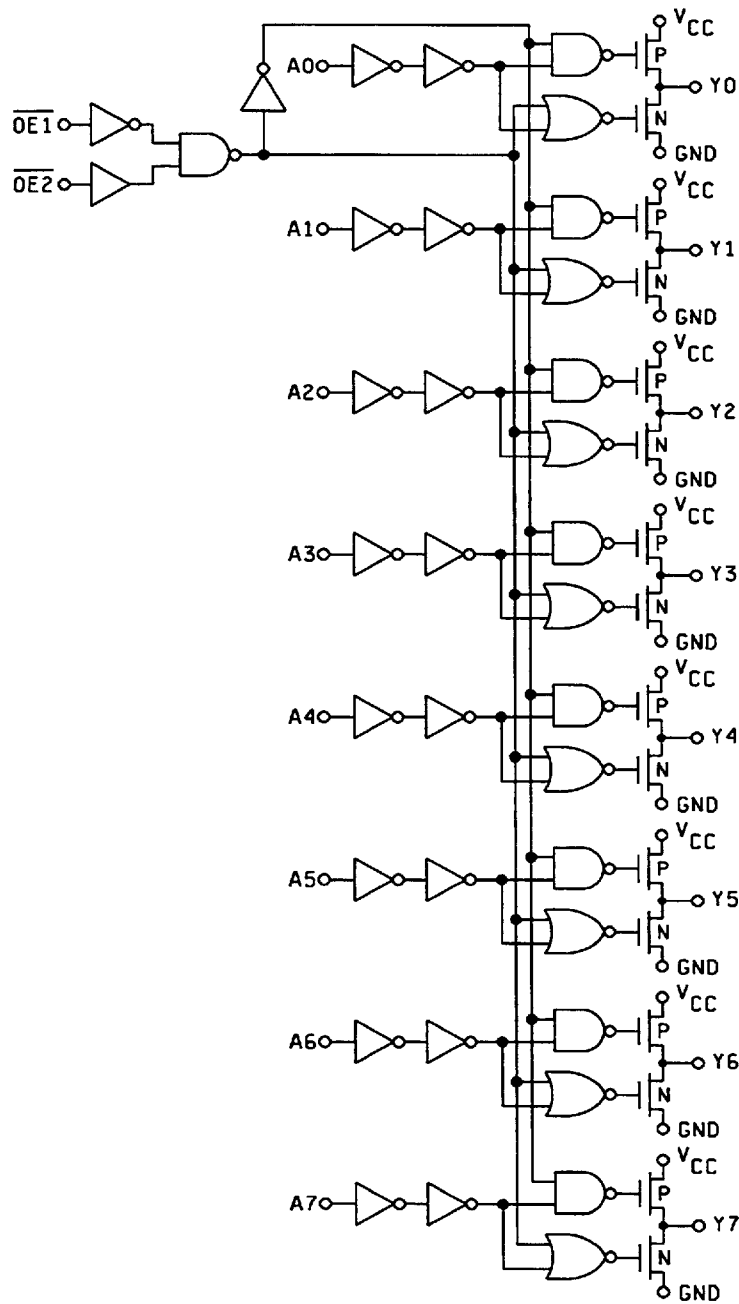 VCC
A0 P Y0
N
GND
OE1
OE2
VCC
A1 P Y1
N
GND
VCC
A2 P Y2
N
GND
VCC
A3 P Y3
N
GND
VCC
A4 P Y4
N
GND
VCC
A5 P Y5
N
GND
VCC
A6 P Y6
N
GND
VCC
A7 P Y7
N
GND